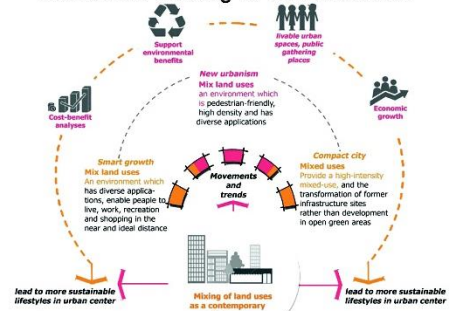 Support
environmental
benefits
livable urban
spaces, public
gathering
places
Cost-benefit
analyses
Economic
growth
New urbanism
Mix land uses
an environment which
is pedestrian-friendly,
high density and has
diverse applications
Smart growth
Mix land uses
An environment which
has diverse applica-
tions, enable peaple to
live, work, recreation
and shopping in the
near and ideal distance
Movements
and
trends
Compact city
Mixed uses
Provide a high-intensity
mixed-use, and the
transformation of former
infrastructure sites
rather than development
in open green areas
lead to more sustainable
lifestyles in urban center
Mixing of land uses
as a contemporary
lead to more sustainable
lifestyles in urban center